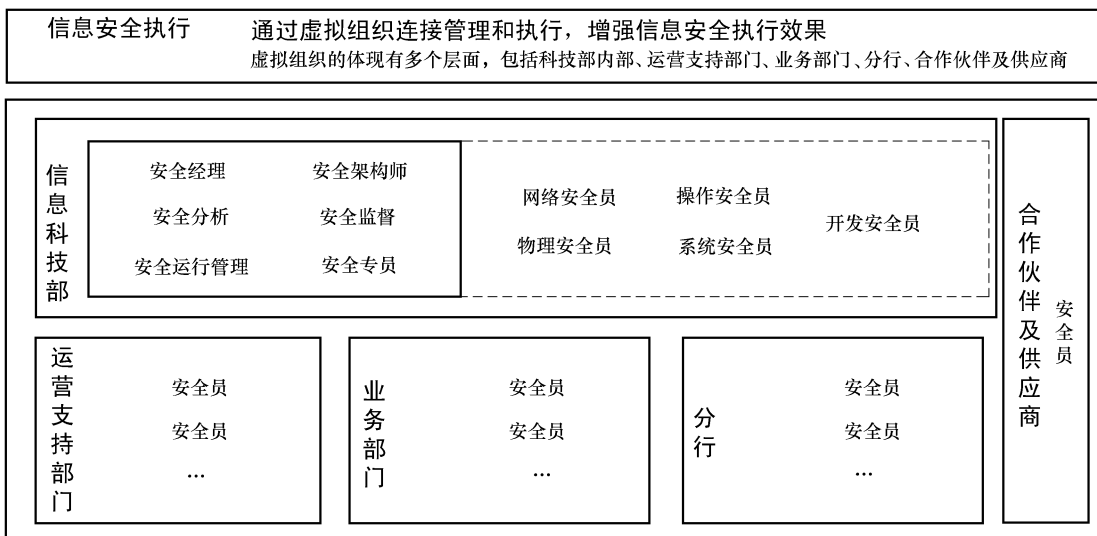 信息安全执行
通过虚拟组织连接管理和执行，增强信息安全执行效果
虚拟组织的体现有多个层面，包括科技部内部、运营支持部门、业务部门、分行、合作伙伴及供应商
信息科技部
安全经理
安全架构师
安全分析
安全监督
安全运行管理
安全专员
网络安全员
操作安全员
物理安全员
系统安全员
开发安全员
合作伙伴及供应商
安全员
运营支持部门
安全员
安全员
…
业务部门
安全员
安全员
…
分行
安全员
安全员
…